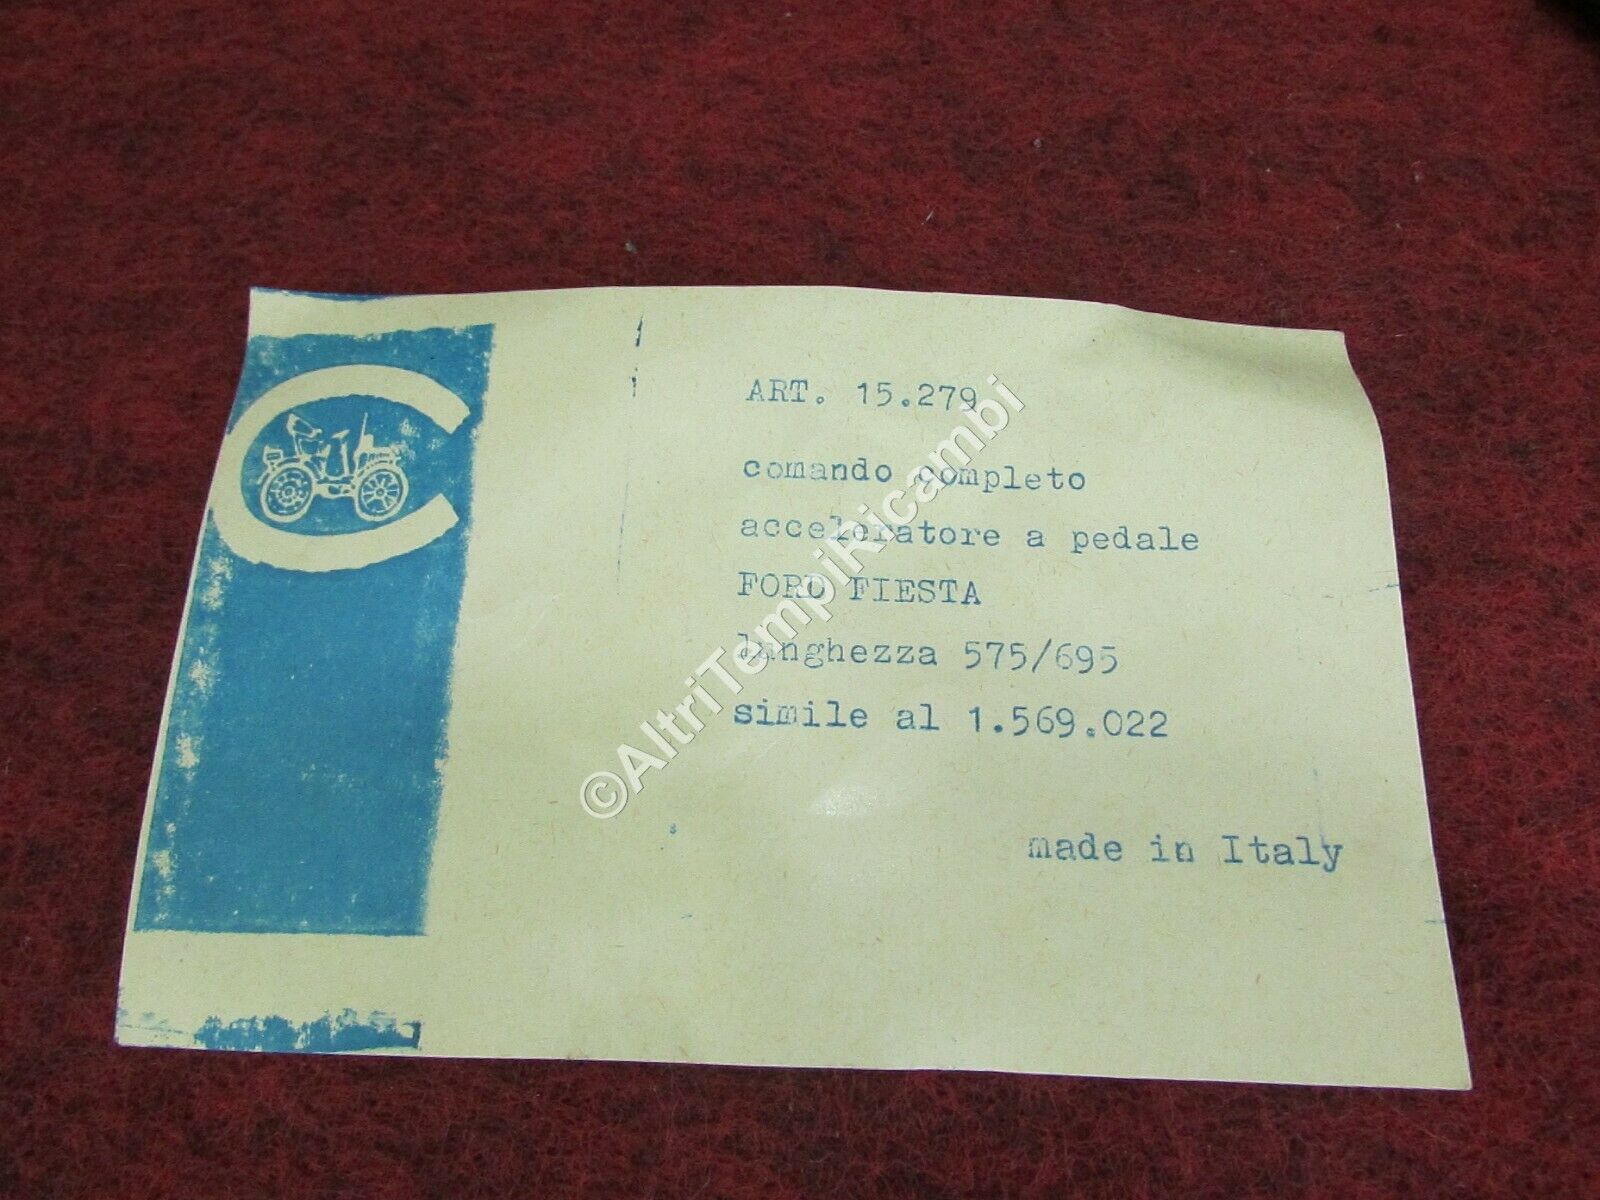 ART. 15.279
comando completo
acceleratore a pedale
FORD FIESTA
lunghezza 575/695
simile al 1.569.022
made in Italy
©AltriTempiRicambi